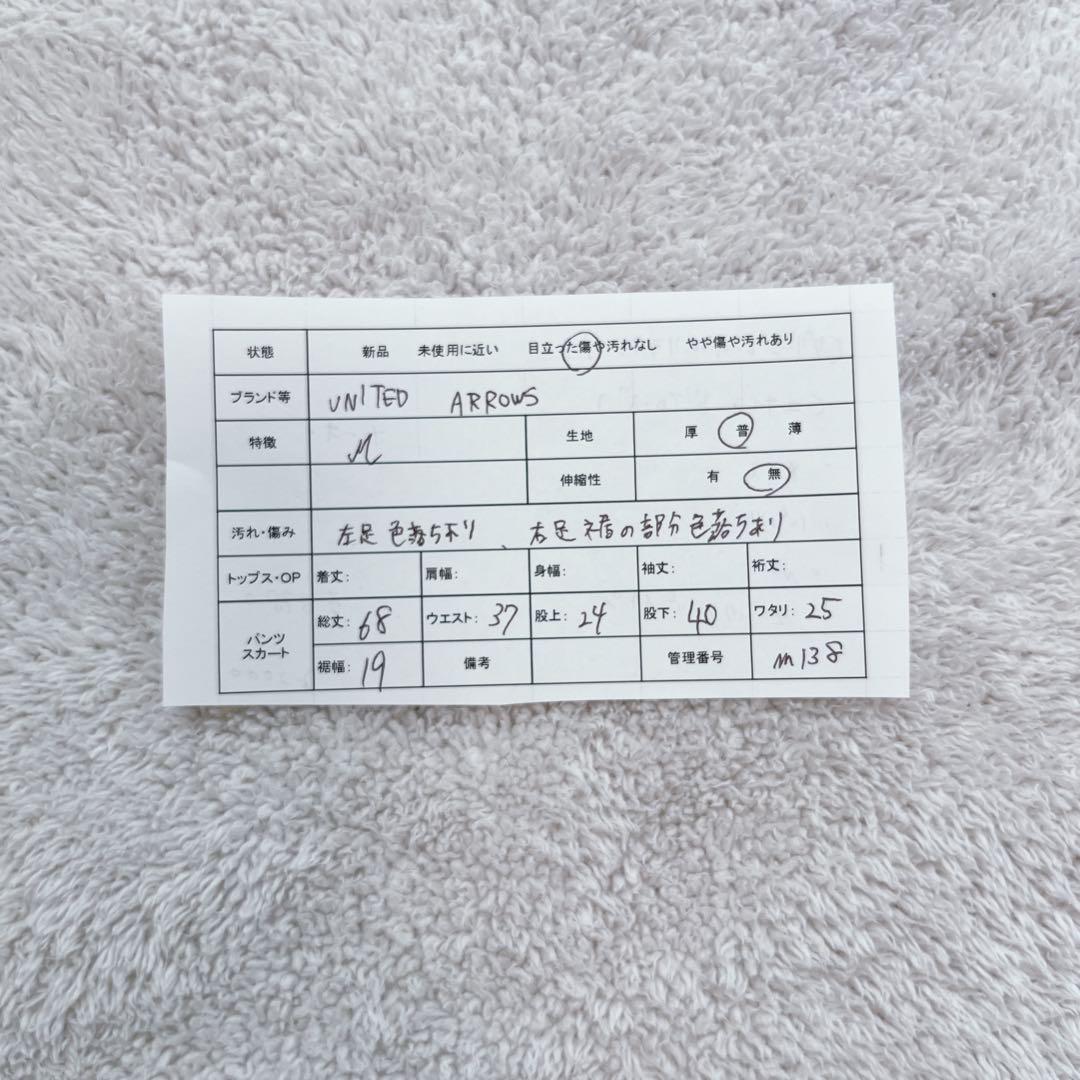 状態 新品 未使用に近い 目立った傷や汚れなし やや傷や汚れあり
ブランド等 UNITED ARROWS
特徴 M 生地 厚 普 薄
伸縮性 有 無
汚れ・傷み 左足色落ちあり、右足裾の部分色落ちあり
トップス・OP 着丈: 肩幅: 身幅: 袖丈: 裄丈:
パンツ スカート 総丈: 68 ウエスト: 37 股上: 24 股下: 40 ワタリ: 25
裾幅: 19 備考 管理番号 m138